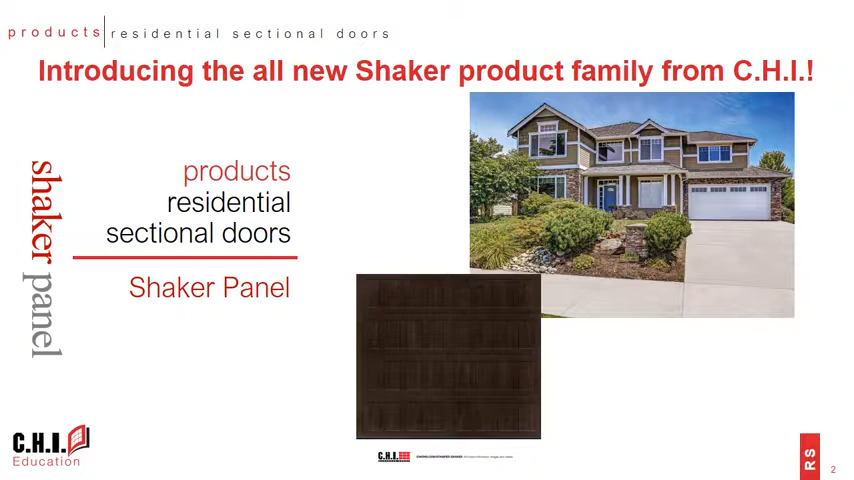 products residential sectional doors
Introducing the all new Shaker product family from C.H.I.!
shaker panel
products
residential
sectional doors
Shaker Panel
C.H.I.
Education
C.H.I.
RS
2